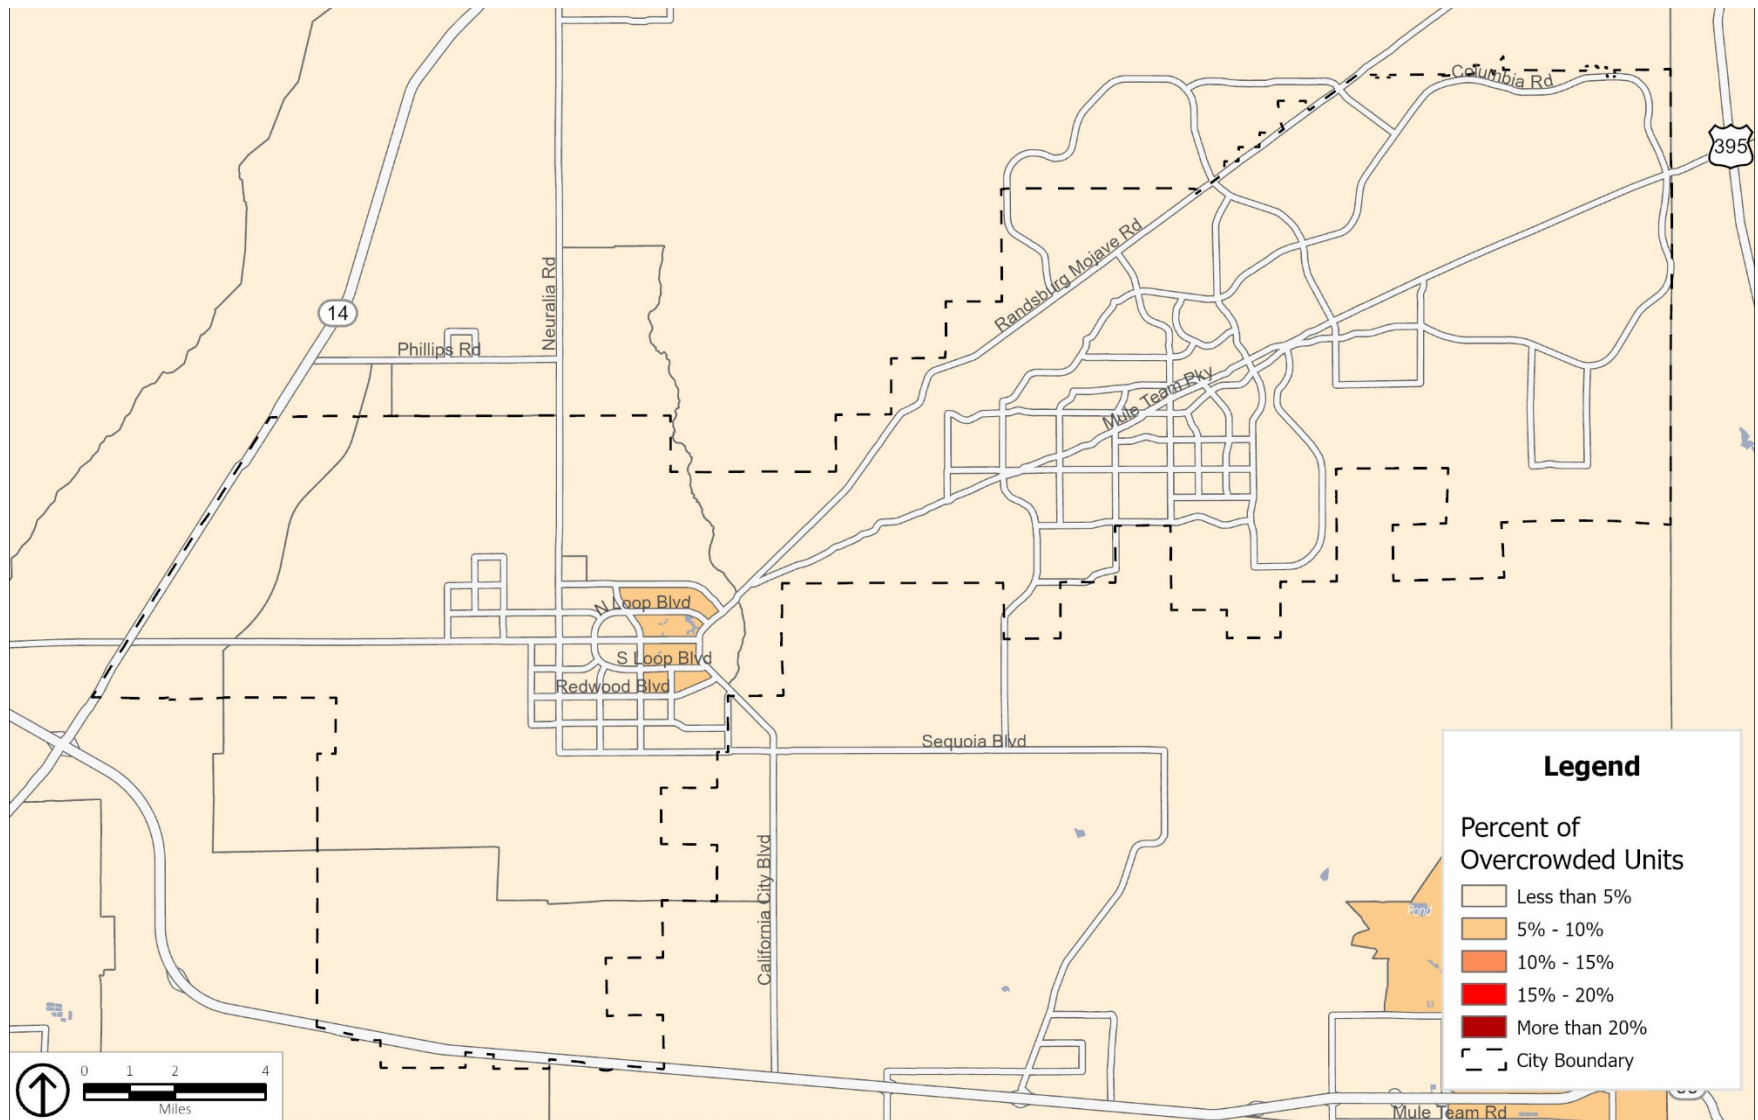 Columbia Rd
395
Randsburg Mojave Rd
Neuralia Rd
14
Phillips Rd
Mule Team Pky
N Loop Blvd
S Loop Blvd
Redwood Blvd
Sequoia Blvd
California City Blvd
Pond
Legend
Percent of
Overcrowded Units
Less than 5%
5% - 10%
10% - 15%
15% - 20%
More than 20%
City Boundary
0 1 2 4
Miles
Mule Team Rd